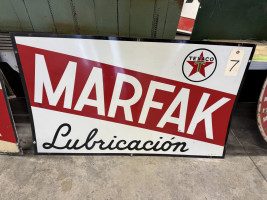 TEXACO
T
7
MARFAK
Lubricación